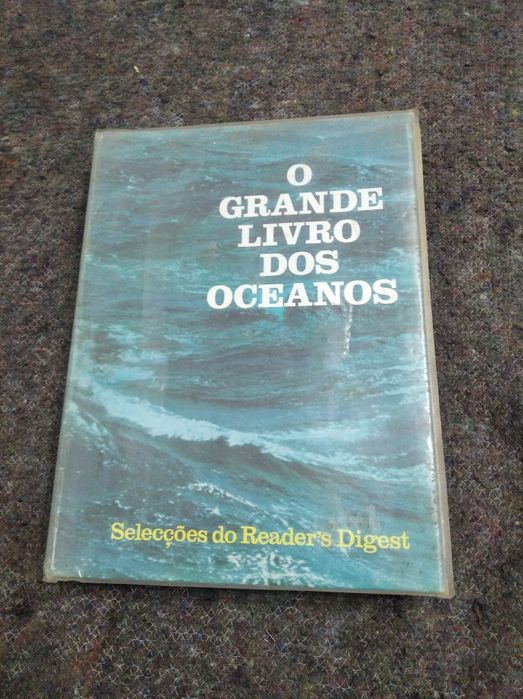 O
GRANDE
LIVRO
DOS
OCEANOS
Selecções do Reader's Digest